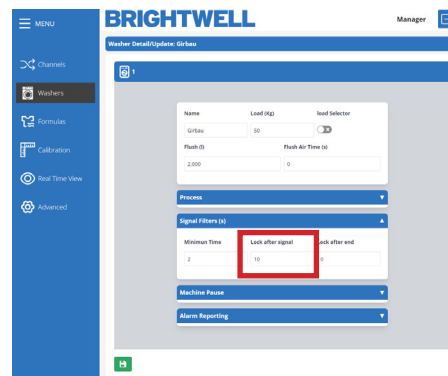 MENU
BRIGHTWELL
Manager
Washer Detail/Update: Girbau
Channels
1
Washers
Name
Load (Kg)
load Selector
Formulas
Girbau
50
Flush (l)
Flush Air Time (s)
Calibration
2.000
0
Real Time View
Process
Advanced
Signal Filters (s)
Minimun Time
Lock after signal
Lock after end
2
10
0
Machine Pause
Alarm Reporting